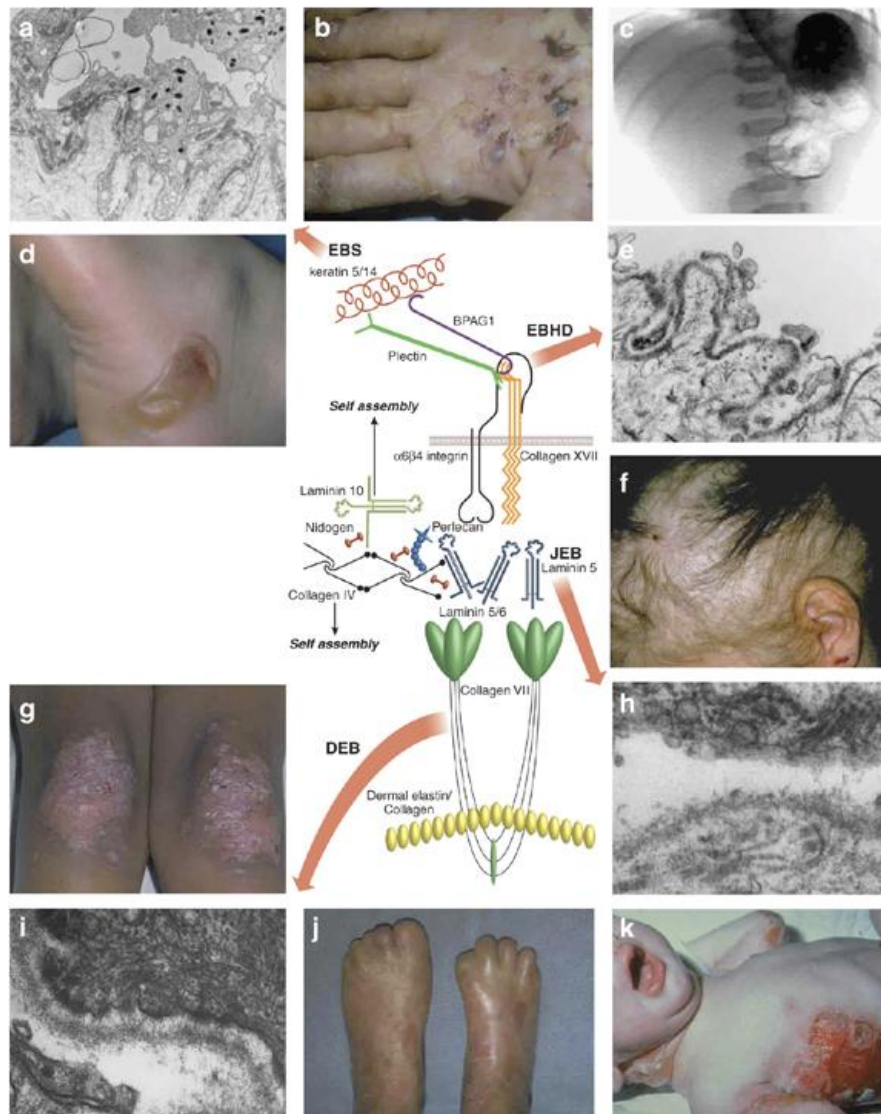 a
b
c
d
EBS
keratin 5/14
BPAG1
Plectin
EBHD
e
Self assembly
α6β4 integrin
Collagen XVII
Laminin 10
Nidogen
Perlecan
JEB
Laminin 5
f
Collagen IV
Laminin 5/6
Self assembly
Collagen VII
g
DEB
h
Dermal elastin/
Collagen
i
j
k